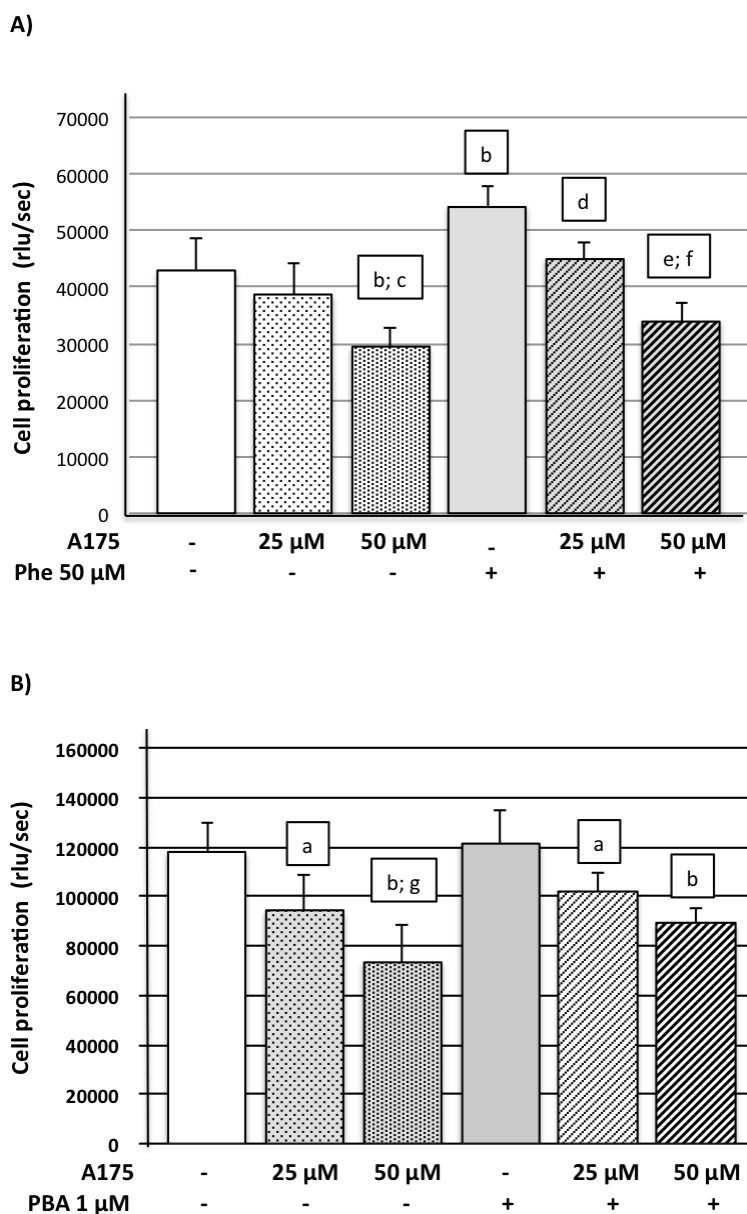 A)
70000
60000
50000
40000
30000
20000
10000
0
Cell proliferation (rlu/sec)
b; c
b
d
e; f
A175 - 25 μM 50 μM - 25 μM 50 μM
Phe 50 μM - - - + + +
B)
160000
140000
120000
100000
80000
60000
40000
20000
0
Cell proliferation (rlu/sec)
a
b; g
a
b
A175 - 25 μM 50 μM - 25 μM 50 μM
PBA 1 μM - - - + + +